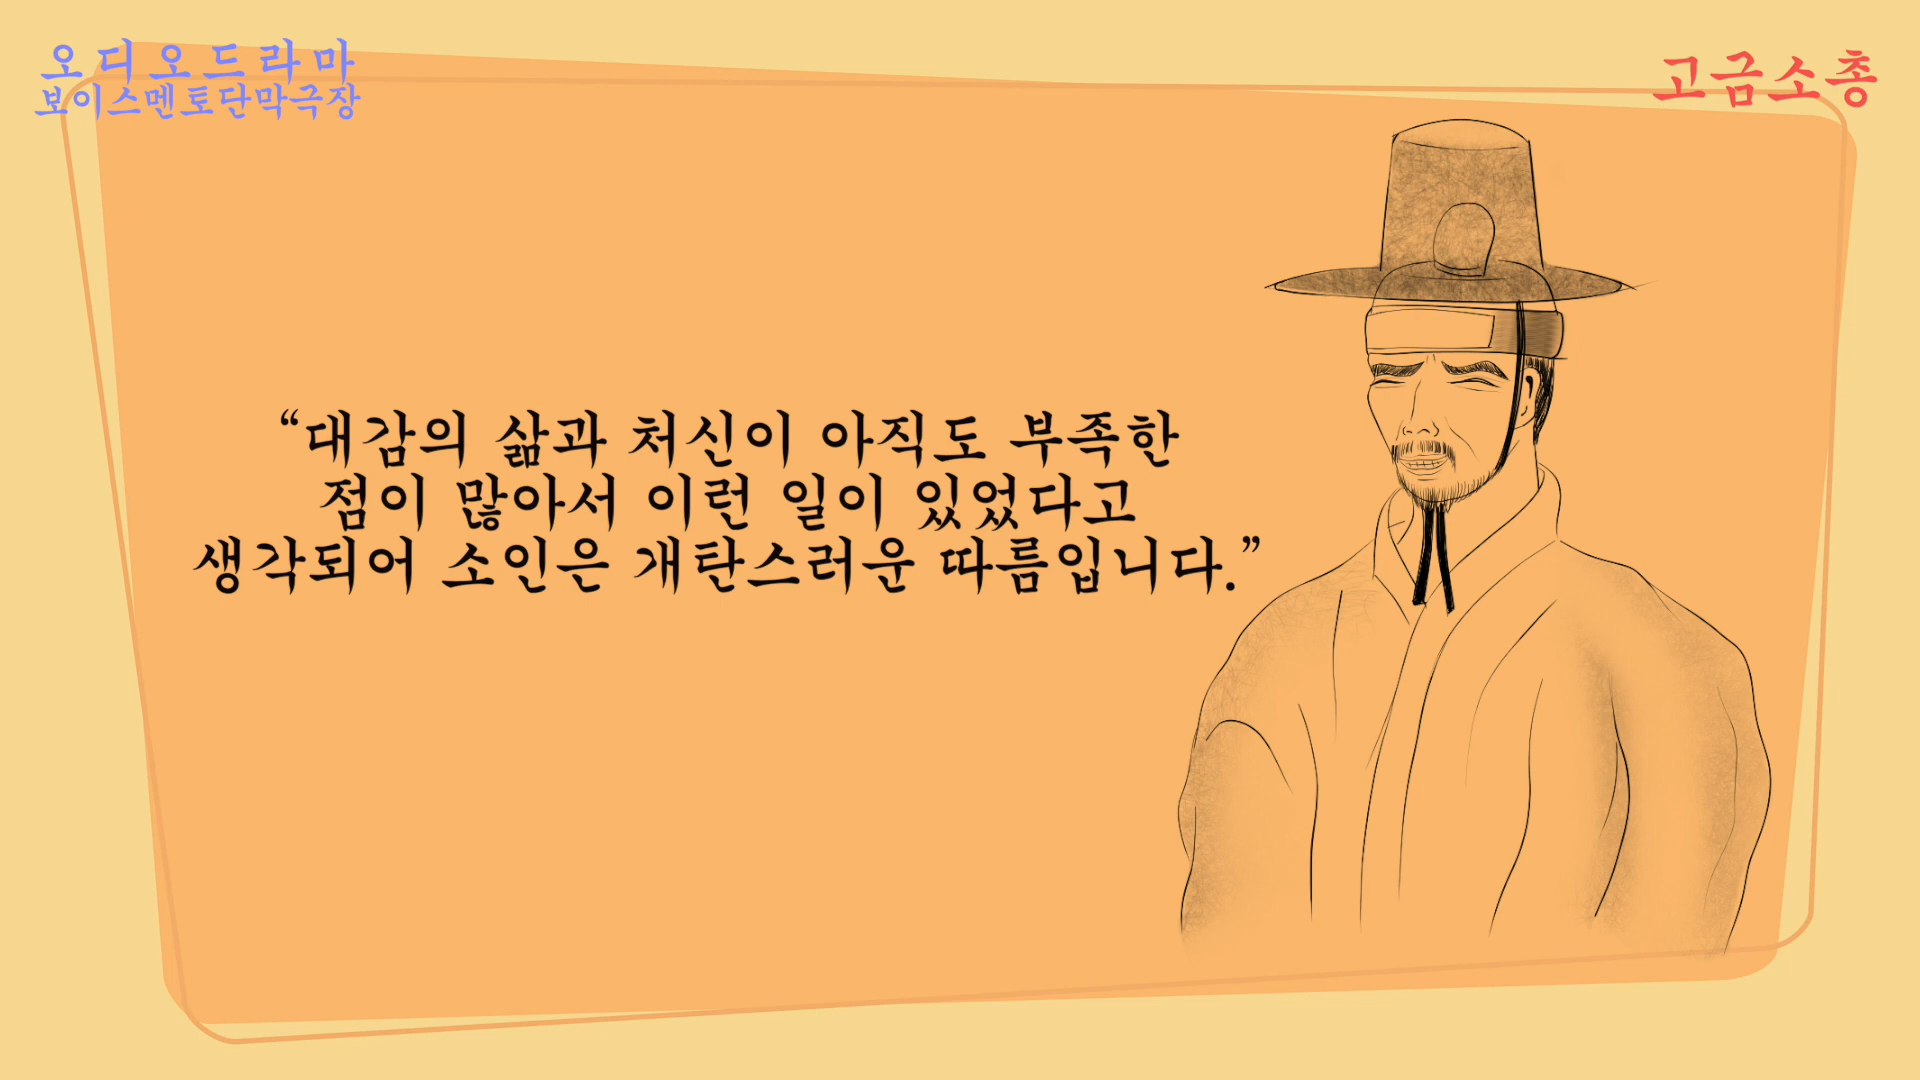 오디오드라마
보이스멘토단막극장
고금소총
“대감의 삶과 처신이 아직도 부족한
점이 많아서 이런 일이 있었다고
생각되어 소인은 개탄스러운 따름입니다.”